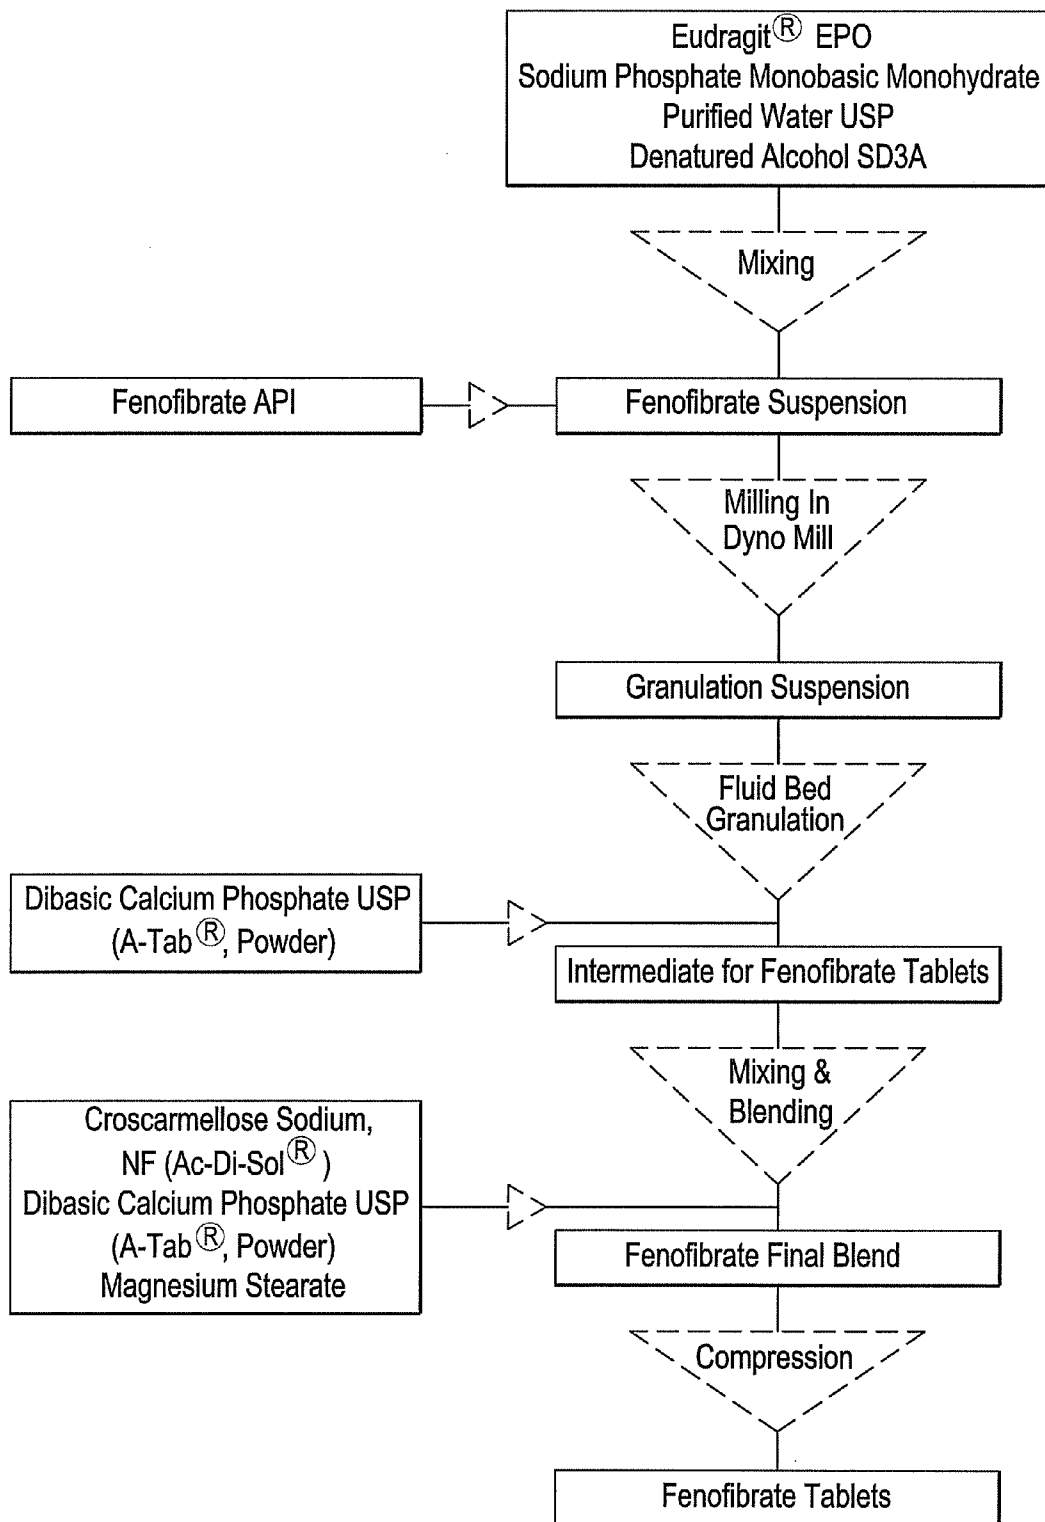 Eudragit® EPO
Sodium Phosphate Monobasic Monohydrate
Purified Water USP
Denatured Alcohol SD3A
Mixing
Fenofibrate API
Fenofibrate Suspension
Milling In
Dyno Mill
Granulation Suspension
Fluid Bed
Granulation
Dibasic Calcium Phosphate USP
(A-Tab®, Powder)
Intermediate for Fenofibrate Tablets
Mixing &
Blending
Croscarmellose Sodium,
NF (Ac-Di-Sol®)
Dibasic Calcium Phosphate USP
(A-Tab®, Powder)
Magnesium Stearate
Fenofibrate Final Blend
Compression
Fenofibrate Tablets